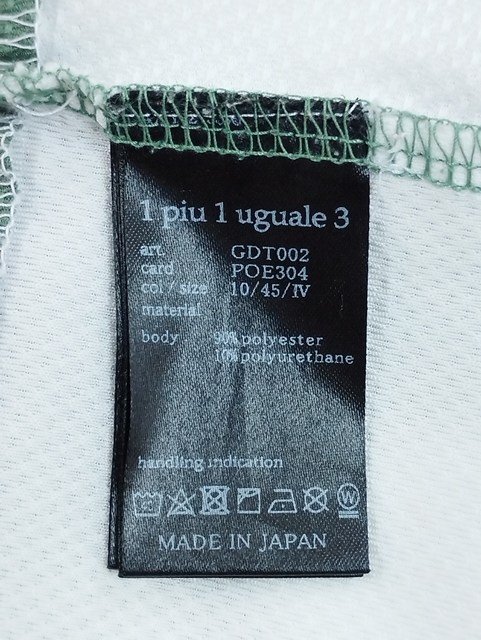 1 piu 1 uguale 3
art. GDT002
card POE304
col / size 10/45/IV
material
body 90% polyester
10% polyurethane
handling indication
W
MADE IN JAPAN